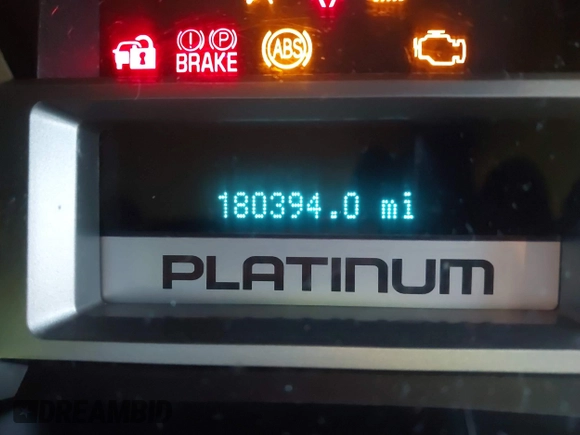 BRAKE
ABS
180394.0 mi
PLATINUM
DREAMBID